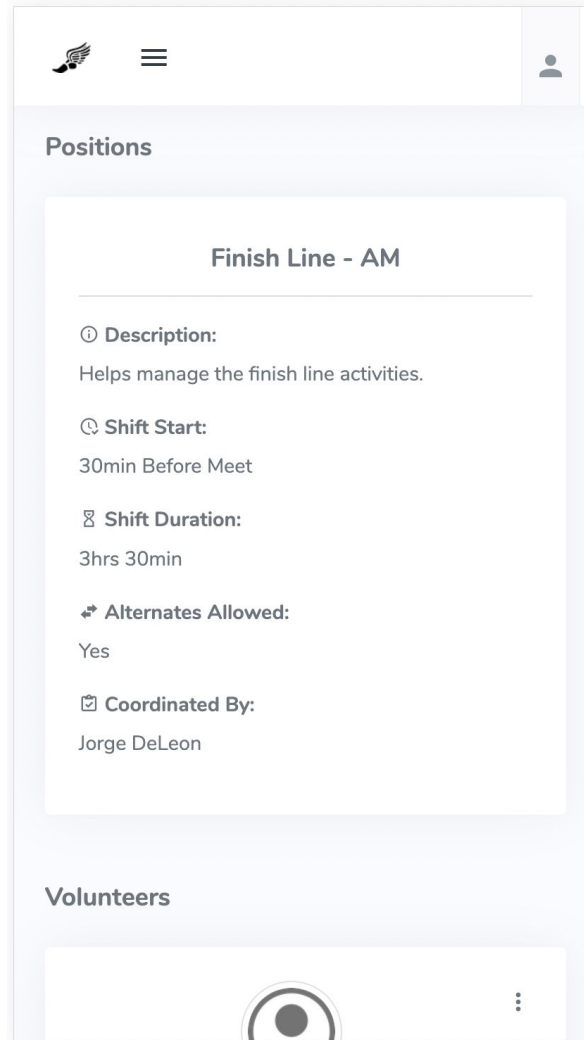 Positions
Finish Line - AM
Description:
Helps manage the finish line activities.
Shift Start:
30min Before Meet
Shift Duration:
3hrs 30min
Alternates Allowed:
Yes
Coordinated By:
Jorge DeLeon
Volunteers